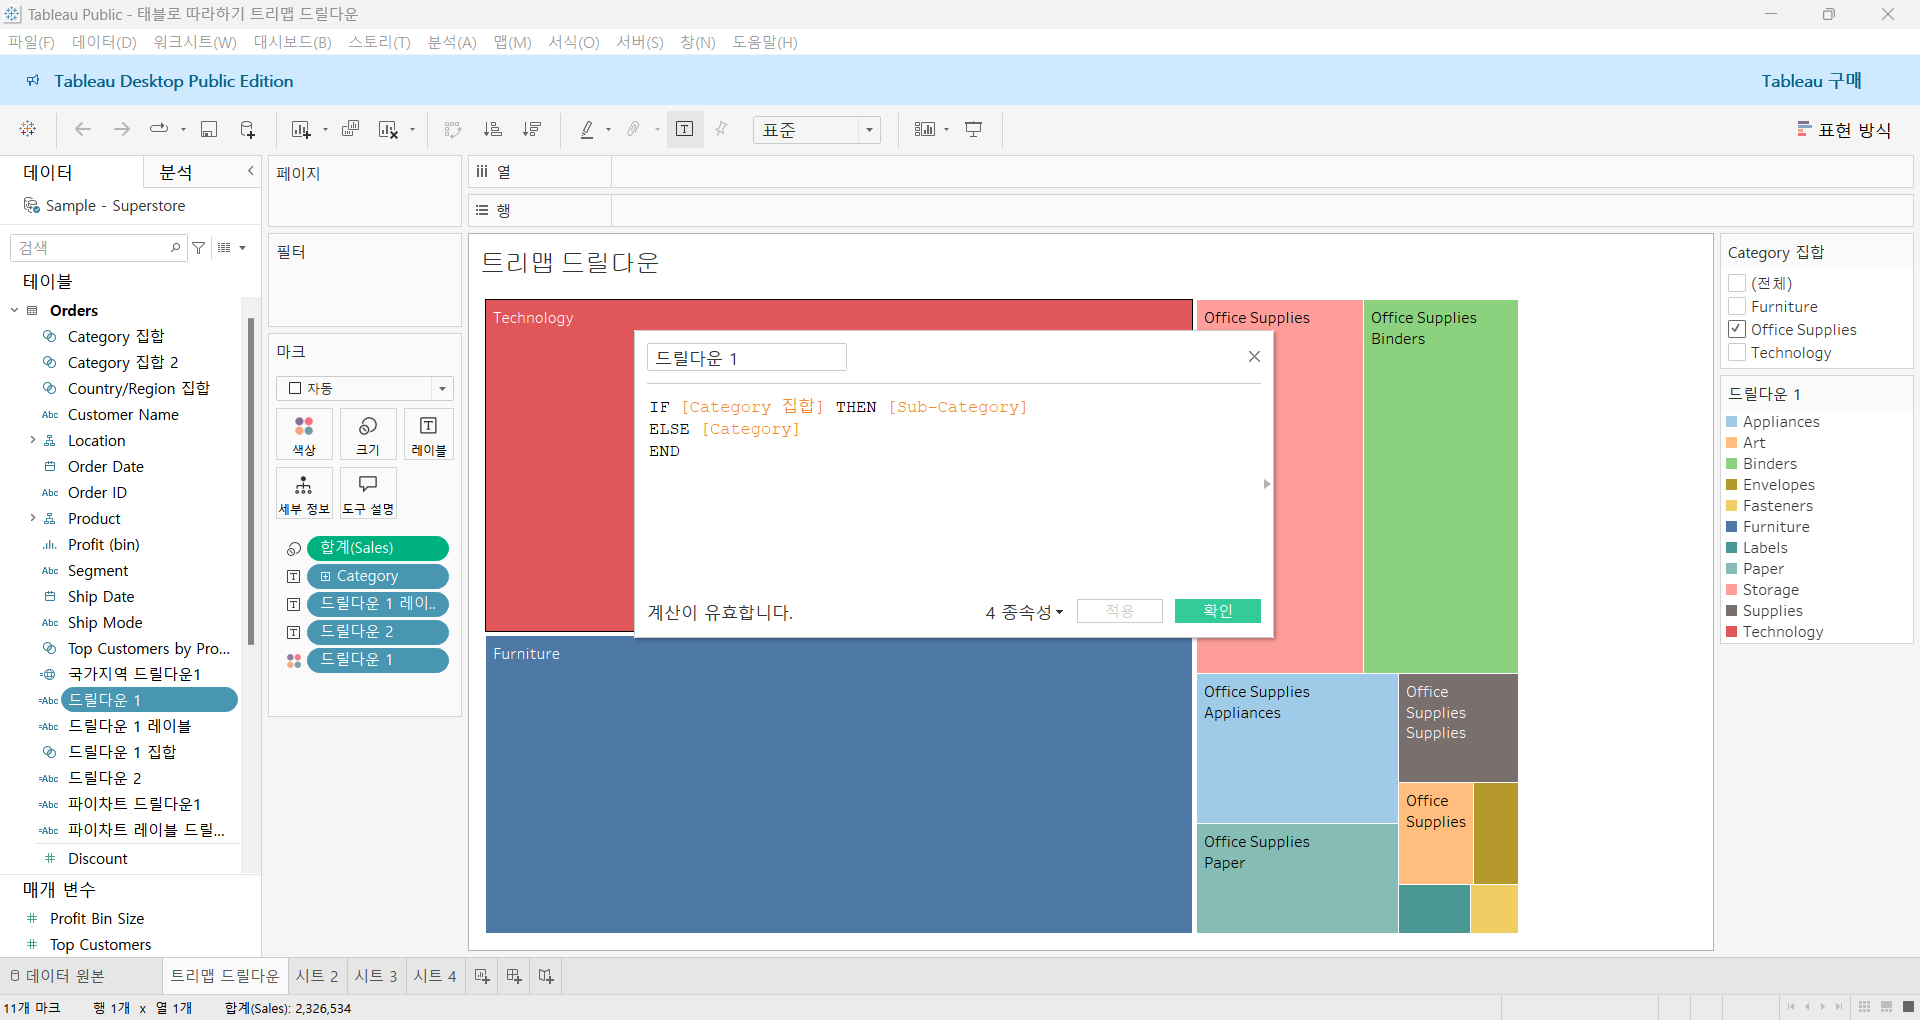 Tableau Public - 태블로 따라하기 트리맵 드릴다운
파일(F) 데이터(D) 워크시트(W) 대시보드(B) 스토리(T) 분석(A) 맵(M) 서식(O) 서버(S) 창(N) 도움말(H)
Tableau Desktop Public Edition
Tableau 구매
표준
표현 방식
데이터
분석
Sample - Superstore
검색
테이블
Orders
Category 집합
Category 집합 2
Country/Region 집합
Abc Customer Name
Location
Order Date
Abc Order ID
Product
Profit (bin)
Abc Segment
Ship Date
Abc Ship Mode
Top Customers by Pro...
국가지역 드릴다운1
=Abc 드릴다운 1
=Abc 드릴다운 1 레이블
드릴다운 1 집합
=Abc 드릴다운 2
=Abc 파이차트 드릴다운1
=Abc 파이차트 레이블 드릴...
# Discount
매개 변수
# Profit Bin Size
# Top Customers
페이지
필터
마크
자동
색상
크기
레이블
세부 정보
도구 설명
합계(Sales)
Category
드릴다운 1 레이..
드릴다운 2
드릴다운 1
열
행
트리맵 드릴다운
Technology
Furniture
Office Supplies
Office Supplies
Binders
Office Supplies
Appliances
Office
Supplies
Supplies
Office
Supplies
Office Supplies
Paper
드릴다운 1
IF [Category 집합] THEN [Sub-Category]
ELSE [Category]
END
계산이 유효합니다.
4 종속성
적용
확인
Category 집합
(전체)
Furniture
Office Supplies
Technology
드릴다운 1
Appliances
Art
Binders
Envelopes
Fasteners
Furniture
Labels
Paper
Storage
Supplies
Technology
데이터 원본
트리맵 드릴다운
시트 2
시트 3
시트 4
11개 마크 행 1개 x 열 1개 합계(Sales): 2,326,534